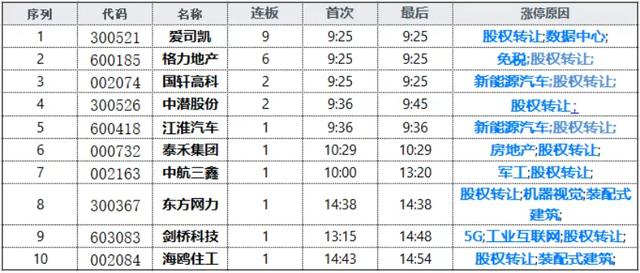 序列 代码 名称 连板 首次 最后 涨停原因
1 300521 爱司凯 9 9:25 9:25 股权转让;数据中心;
2 600185 格力地产 6 9:25 9:25 免税;股权转让;
3 002074 国轩高科 2 9:25 9:25 新能源汽车;股权转让;
4 300526 中潜股份 2 9:36 9:45 股权转让;
5 600418 江淮汽车 1 9:36 9:36 新能源汽车;股权转让;
6 000732 泰禾集团 1 10:29 10:29 房地产;股权转让;
7 002163 中航三鑫 1 10:00 13:20 军工;股权转让;
8 300367 东方网力 1 14:38 14:38 股权转让;机器视觉;装配式
建筑;
9 603083 剑桥科技 1 13:15 14:48 5G;工业互联网;股权转让;
10 002084 海鸥住工 1 14:43 14:54 股权转让;装配式建筑;